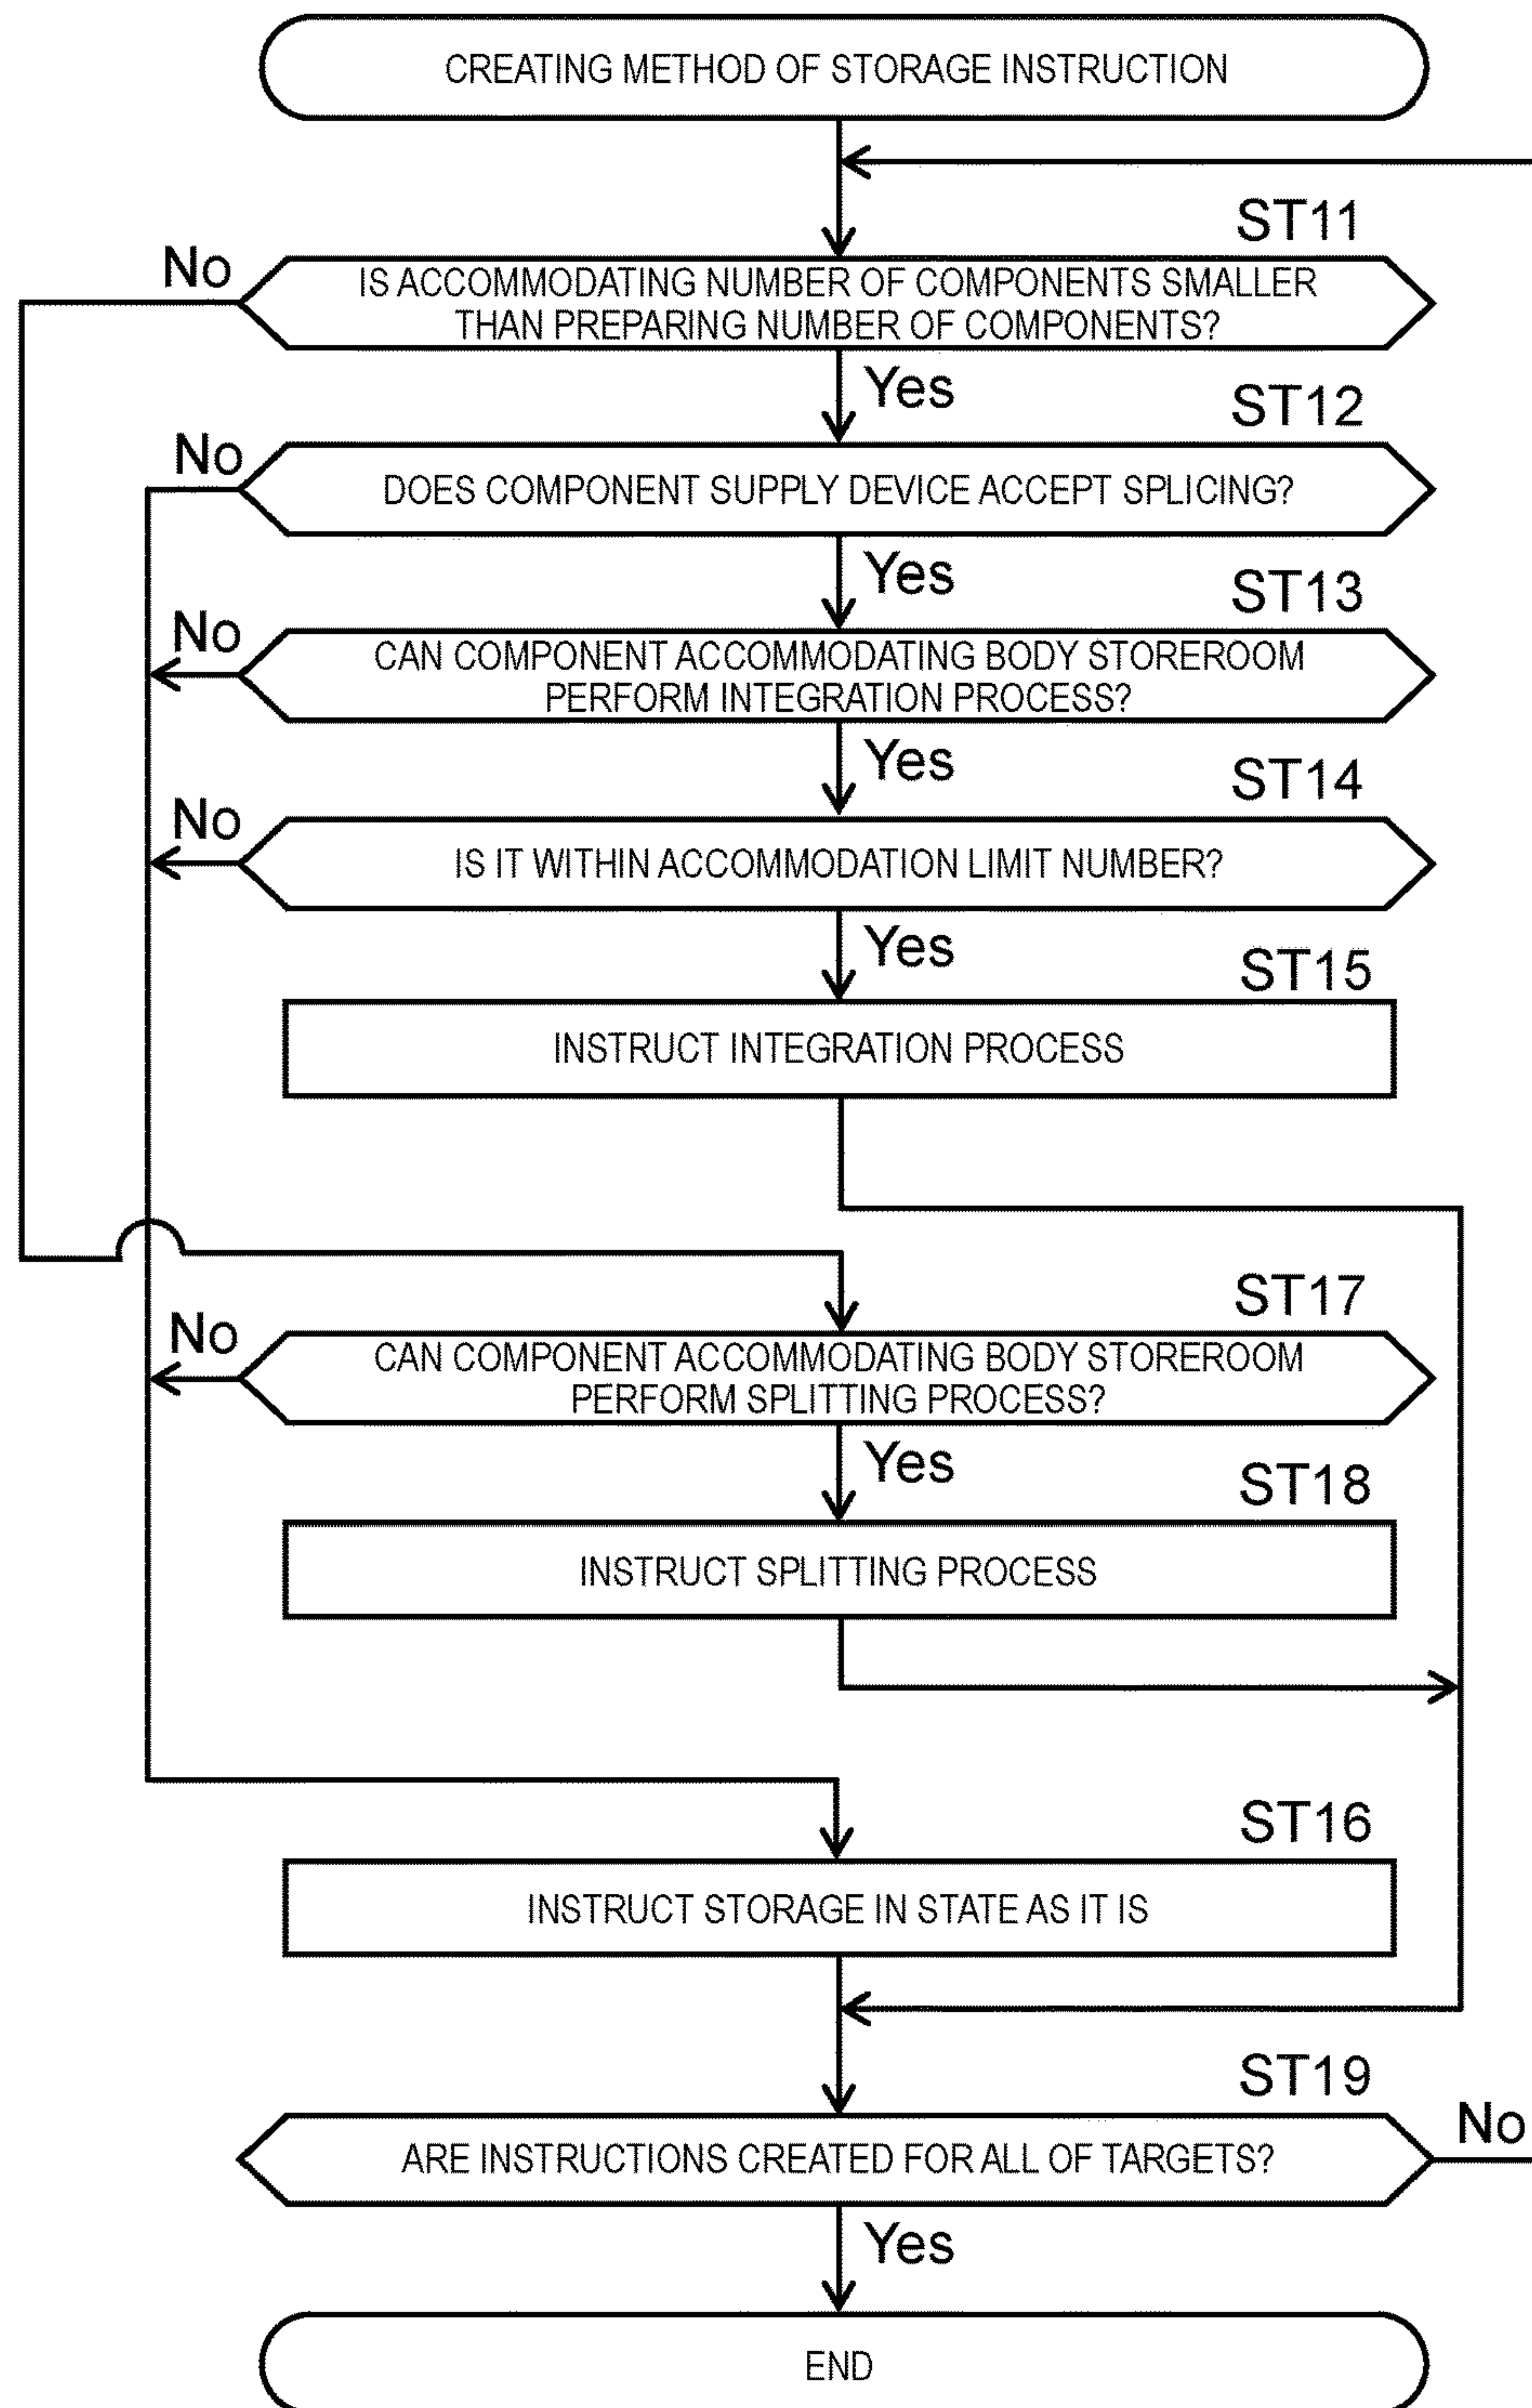 CREATING METHOD OF STORAGE INSTRUCTION
ST11
No
IS ACCOMMODATING NUMBER OF COMPONENTS SMALLER
THAN PREPARING NUMBER OF COMPONENTS?
Yes
ST12
No
DOES COMPONENT SUPPLY DEVICE ACCEPT SPLICING?
Yes
ST13
No
CAN COMPONENT ACCOMMODATING BODY STOREROOM
PERFORM INTEGRATION PROCESS?
Yes
ST14
No
IS IT WITHIN ACCOMMODATION LIMIT NUMBER?
Yes
ST15
INSTRUCT INTEGRATION PROCESS
ST17
No
CAN COMPONENT ACCOMMODATING BODY STOREROOM
PERFORM SPLITTING PROCESS?
Yes
ST18
INSTRUCT SPLITTING PROCESS
ST16
INSTRUCT STORAGE IN STATE AS IT IS
ST19
No
ARE INSTRUCTIONS CREATED FOR ALL OF TARGETS?
Yes
END